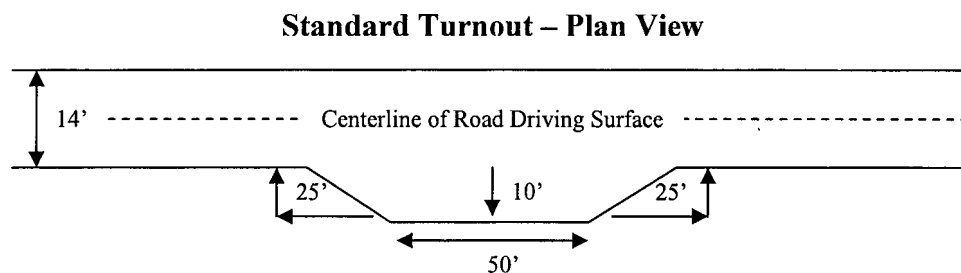 Standard Turnout – Plan View
14’
Centerline of Road Driving Surface
25’
10’
25’
50’